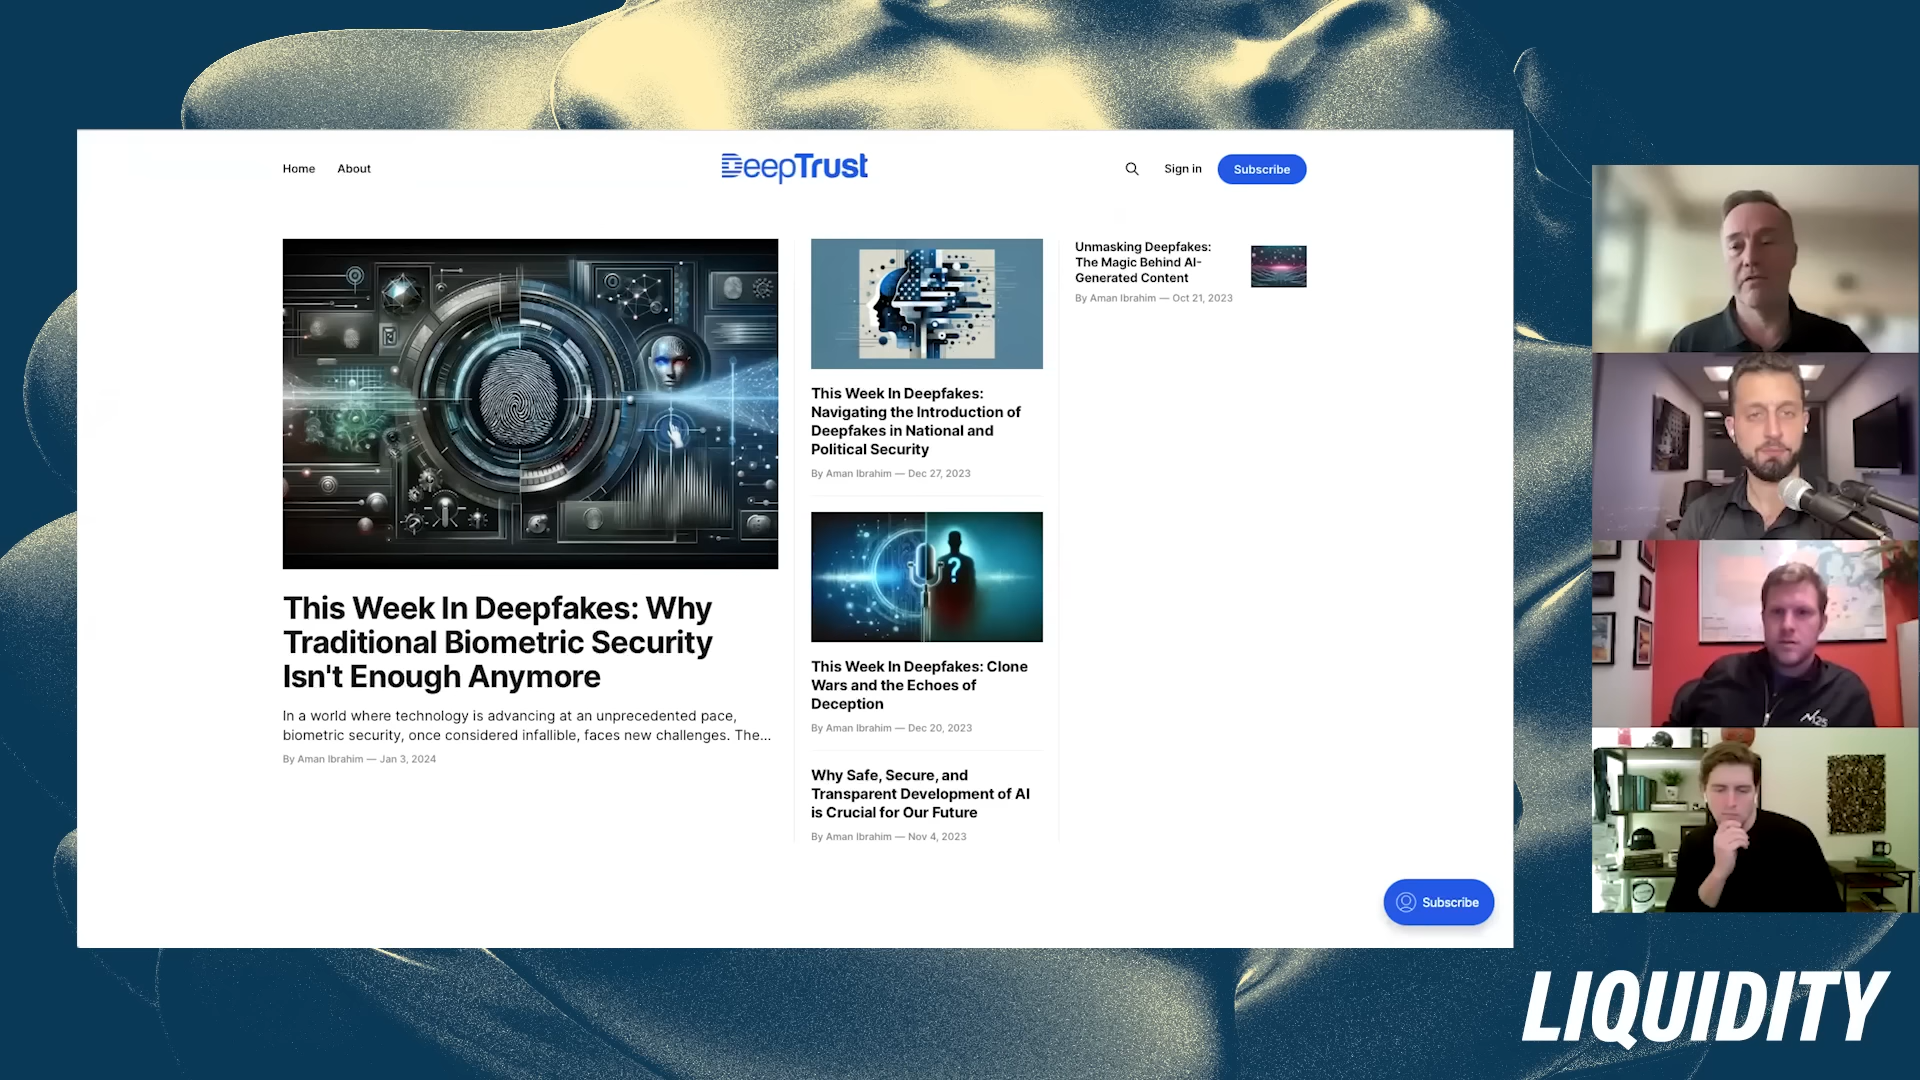 Home
About
DeepTrust
Sign in
Subscribe
This Week In Deepfakes: Why
Traditional Biometric Security
Isn't Enough Anymore
In a world where technology is advancing at an unprecedented pace,
biometric security, once considered infallible, faces new challenges. The...
By Aman Ibrahim — Jan 3, 2024
This Week In Deepfakes:
Navigating the Introduction of
Deepfakes in National and
Political Security
By Aman Ibrahim — Dec 27, 2023
?
This Week In Deepfakes: Clone
Wars and the Echoes of
Deception
By Aman Ibrahim — Dec 20, 2023
Why Safe, Secure, and
Transparent Development of AI
is Crucial for Our Future
By Aman Ibrahim — Nov 4, 2023
Unmasking Deepfakes:
The Magic Behind AI-
Generated Content
By Aman Ibrahim — Oct 21, 2023
Subscribe
M25
LIQUIDITY